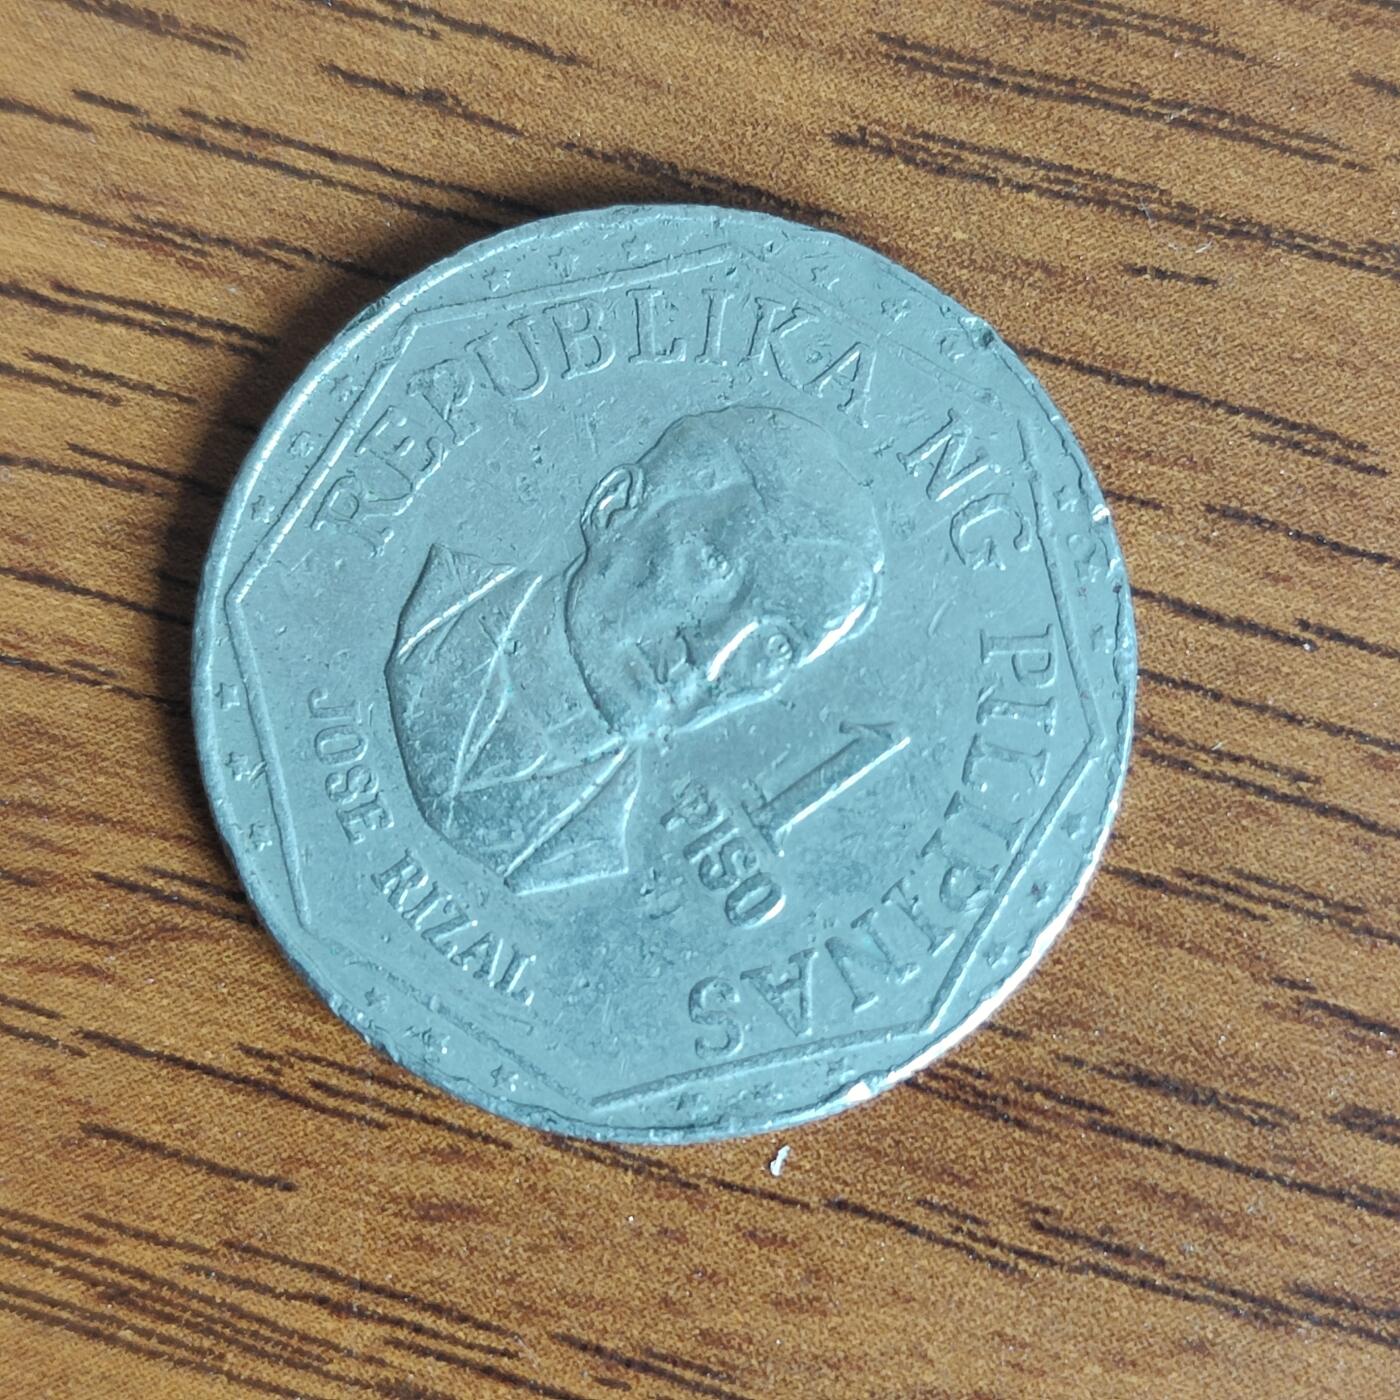 REPUBLIKA NG PILIPINAS
1
PISO
JOSE RIZAL